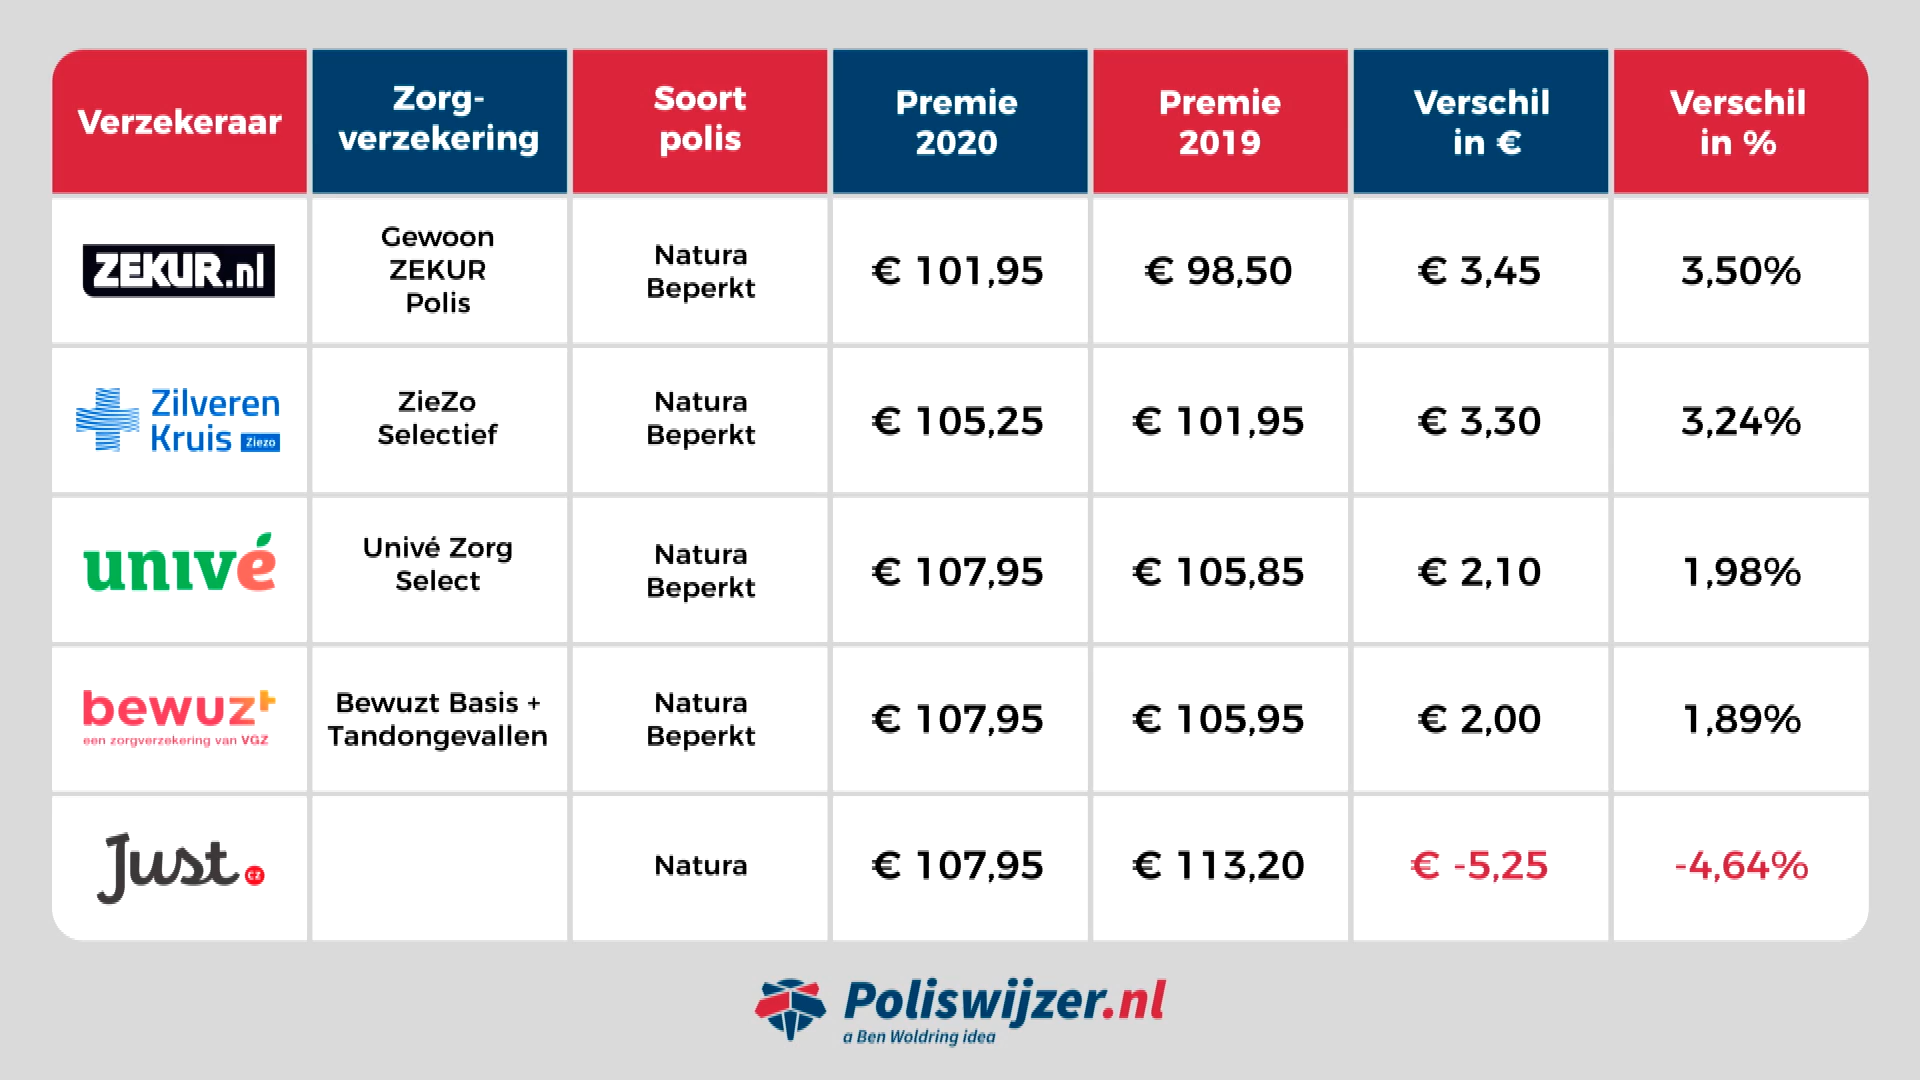 Verzekeraar
Zorg-
verzekering
Soort
polis
Premie
2020
Premie
2019
Verschil
in €
Verschil
in %
ZEKUR.nl
Gewoon
ZEKUR
Polis
Natura
Beperkt
€ 101,95
€ 98,50
€ 3,45
3,50%
Zilveren
Kruis Ziezo
ZieZo
Selectief
Natura
Beperkt
€ 105,25
€ 101,95
€ 3,30
3,24%
univé
Univé Zorg
Select
Natura
Beperkt
€ 107,95
€ 105,85
€ 2,10
1,98%
bewuzt
een zorgverzekering van VGZ
Bewuzt Basis +
Tandongevallen
Natura
Beperkt
€ 107,95
€ 105,95
€ 2,00
1,89%
Just.cz
Natura
€ 107,95
€ 113,20
€ -5,25
-4,64%
Poliswijzer.nl
a Ben Woldring idea